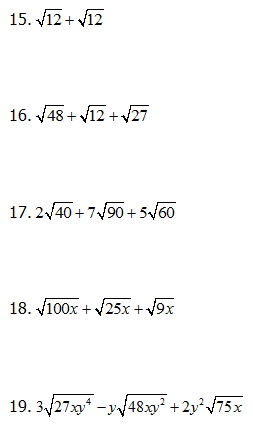 15. √12 + √12
16. √48 + √12 + √27
17. 2√40 + 7√90 + 5√60
18. √100x + √25x + √9x
19. 3√27xy⁴ − y√48xy² + 2y²√75x